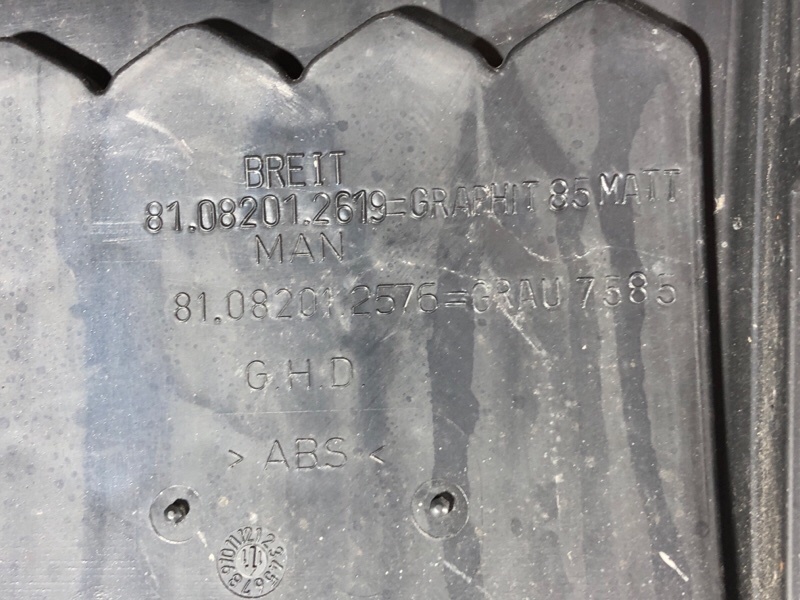 BREIT
81.08201.2619=GRAPHIT 85 MATT
MAN
81.08201.2576=GRAU 7585
G.H.D.
> ABS <